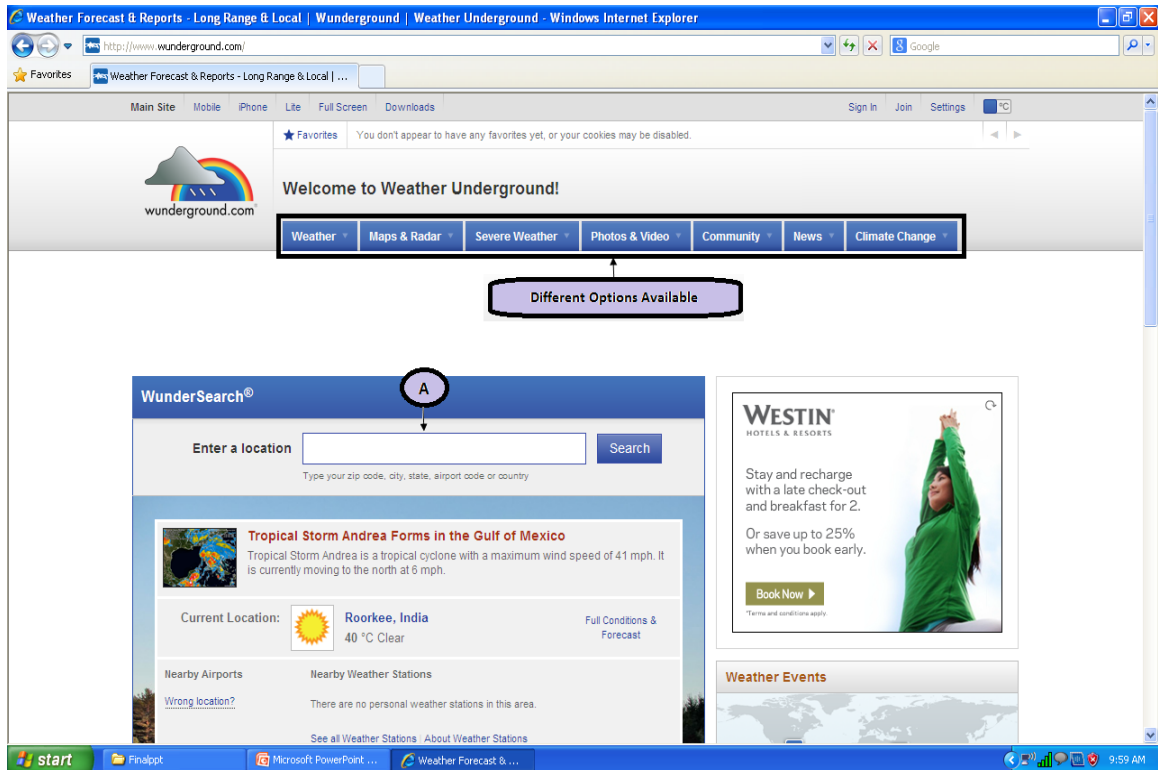 Weather Forecast & Reports - Long Range & Local | Wunderground | Weather Underground - Windows Internet Explorer
http://www.wunderground.com/
Google
Favorites
Weather Forecast & Reports - Long Range & Local | ...
Main Site Mobile iPhone Lite Full Screen Downloads
Sign In Join Settings °C
Favorites You don't appear to have any favorites yet, or your cookies may be disabled.
wunderground.com®
Welcome to Weather Underground!
Weather Maps & Radar Severe Weather Photos & Video Community News Climate Change
Different Options Available
WunderSearch®
A
Enter a location
Search
Type your zip code, city, state, airport code or country
Tropical Storm Andrea Forms in the Gulf of Mexico
Tropical Storm Andrea is a tropical cyclone with a maximum wind speed of 41 mph. It
is currently moving to the north at 6 mph.
Current Location:
Roorkee, India
40 °C Clear
Full Conditions &
Forecast
Nearby Airports
Wrong location?
Nearby Weather Stations
There are no personal weather stations in this area.
See all Weather Stations | About Weather Stations
WESTIN®
HOTELS & RESORTS
Stay and recharge
with a late check-out
and breakfast for 2.
Or save up to 25%
when you book early.
Book Now
*Terms and conditions apply.
Weather Events
start
Finalppt
Microsoft PowerPoint ...
Weather Forecast & ...
9:59 AM